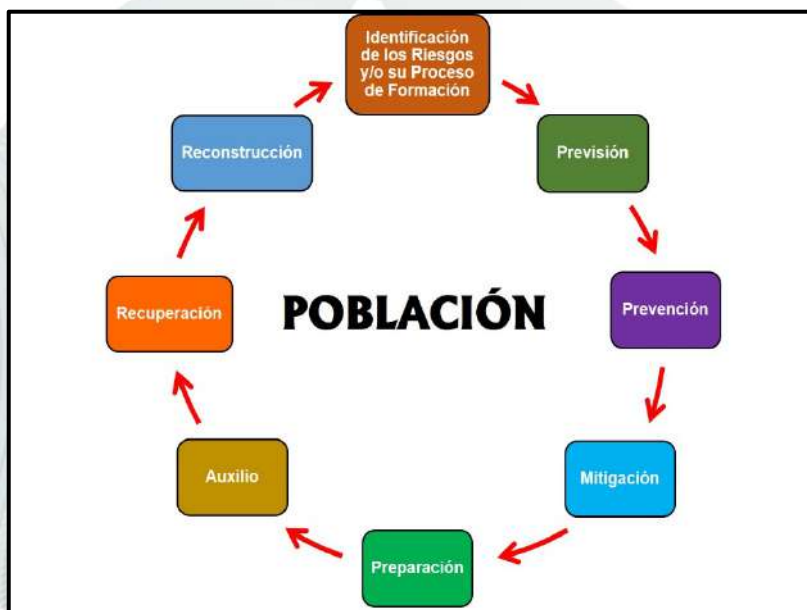 Identificación
de los Riesgos
y/o su Proceso
de Formación
Previsión
Prevención
Mitigación
Preparación
Auxilio
Recuperación
Reconstrucción
POBLACIÓN